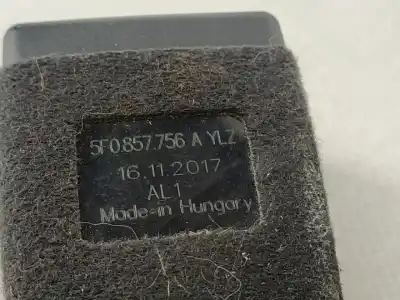 5F0.857.756 A YLZ
16.11.2017
AL1
Made in Hungary